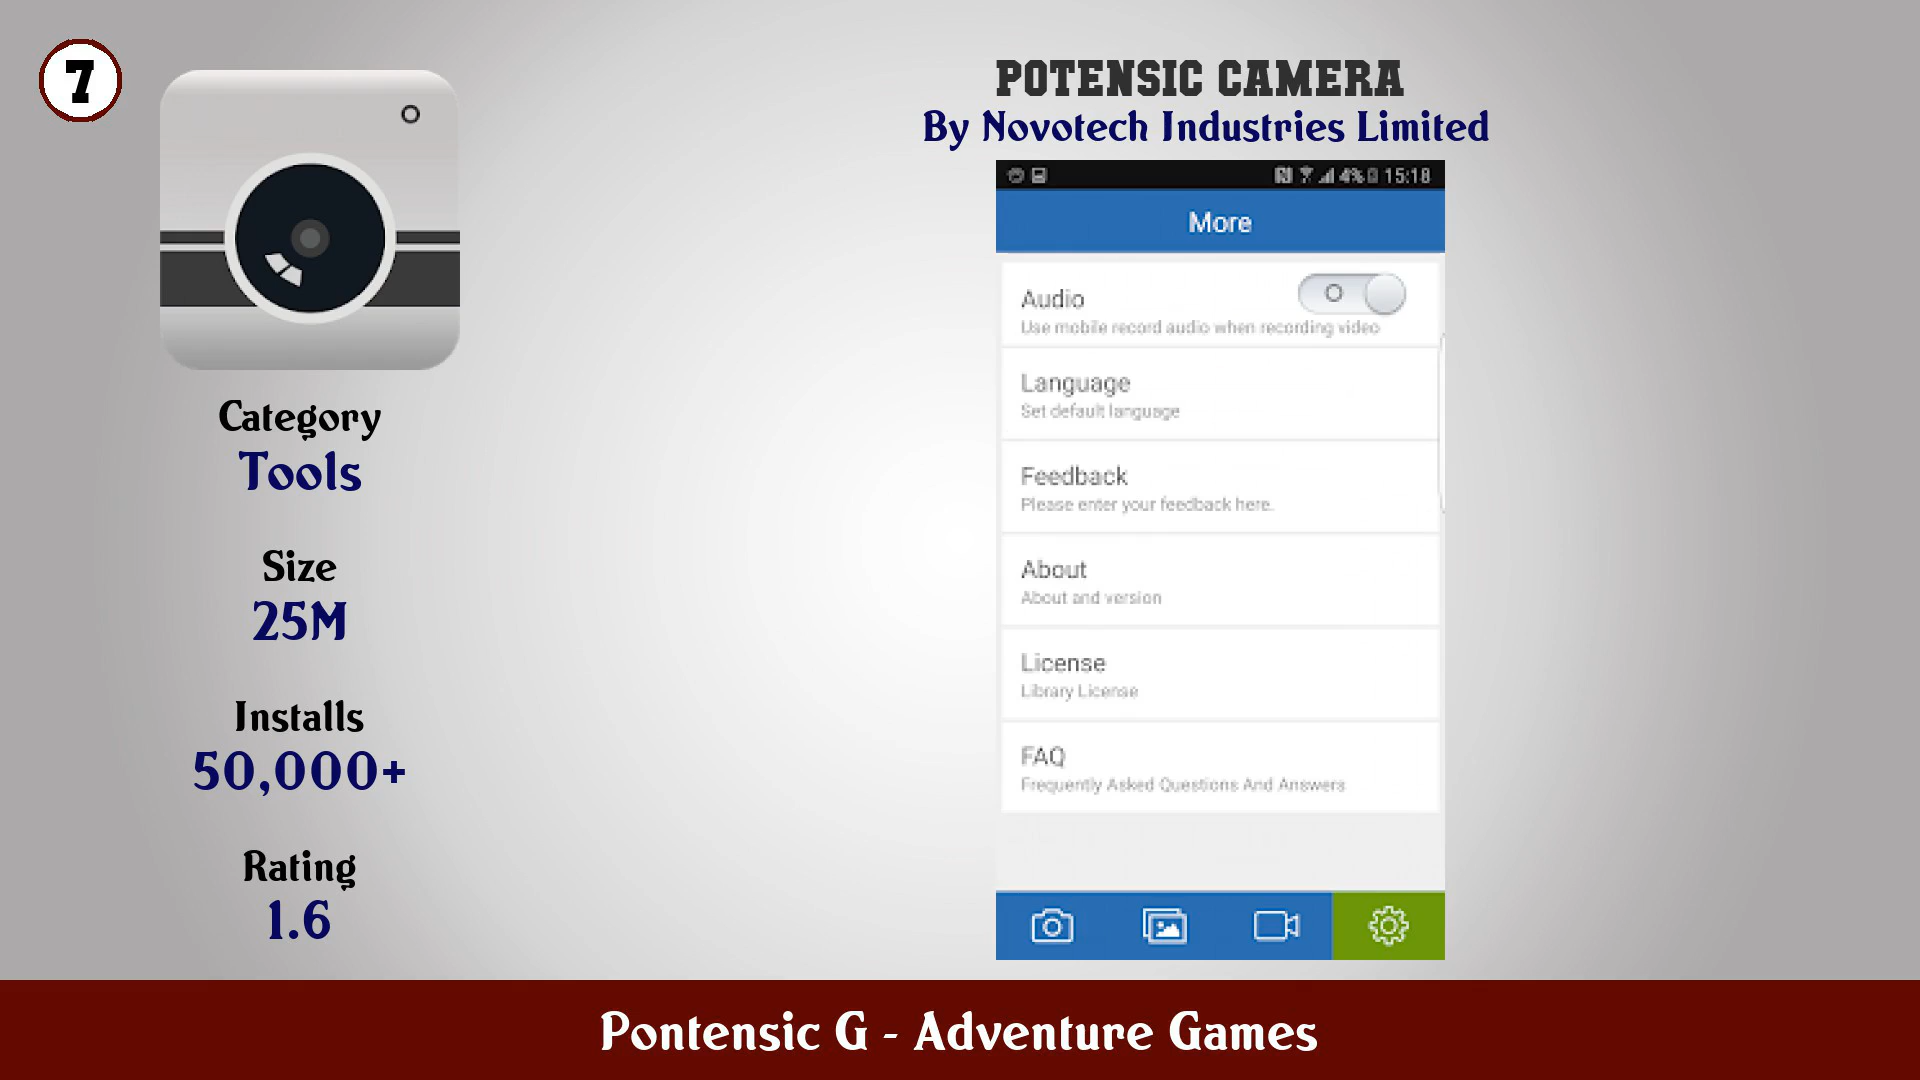 7
POTENSIC CAMERA
By Novotech Industries Limited
4% 15:18
More
Audio
Use mobile record audio when recording video
Language
Set default language
Feedback
Please enter your feedback here.
About
About and version
License
Library License
FAQ
Frequently Asked Questions And Answers
Category
Tools
Size
25M
Installs
50,000+
Rating
1.6
Pontensic G - Adventure Games